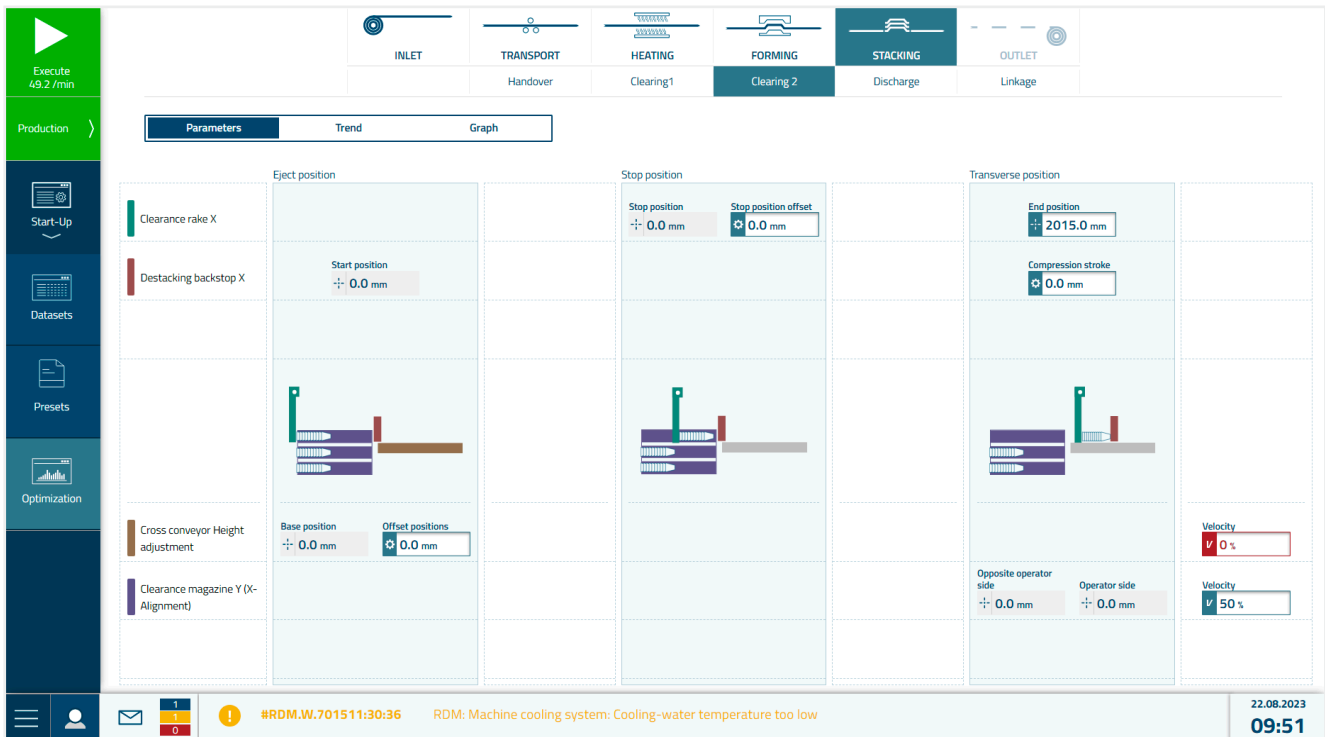 Execute
49.2 /min
Production
Start-Up
Datasets
Presets
Optimization
INLET
TRANSPORT
HEATING
FORMING
STACKING
OUTLET
Handover
Clearing1
Clearing 2
Discharge
Linkage
Parameters
Trend
Graph
Eject position
Stop position
Transverse position
Clearance rake X
Stop position
0.0 mm
Stop position offset
0.0 mm
End position
2015.0 mm
Destacking backstop X
Start position
0.0 mm
Compression stroke
0.0 mm
Cross conveyor Height
adjustment
Base position
0.0 mm
Offset positions
0.0 mm
Velocity
V 0 %
Clearance magazine Y (X-
Alignment)
Opposite operator
side
0.0 mm
Operator side
0.0 mm
Velocity
V 50 %
1
1
0
! #RDM.W.701511:30:36 RDM: Machine cooling system: Cooling-water temperature too low
22.08.2023
09:51